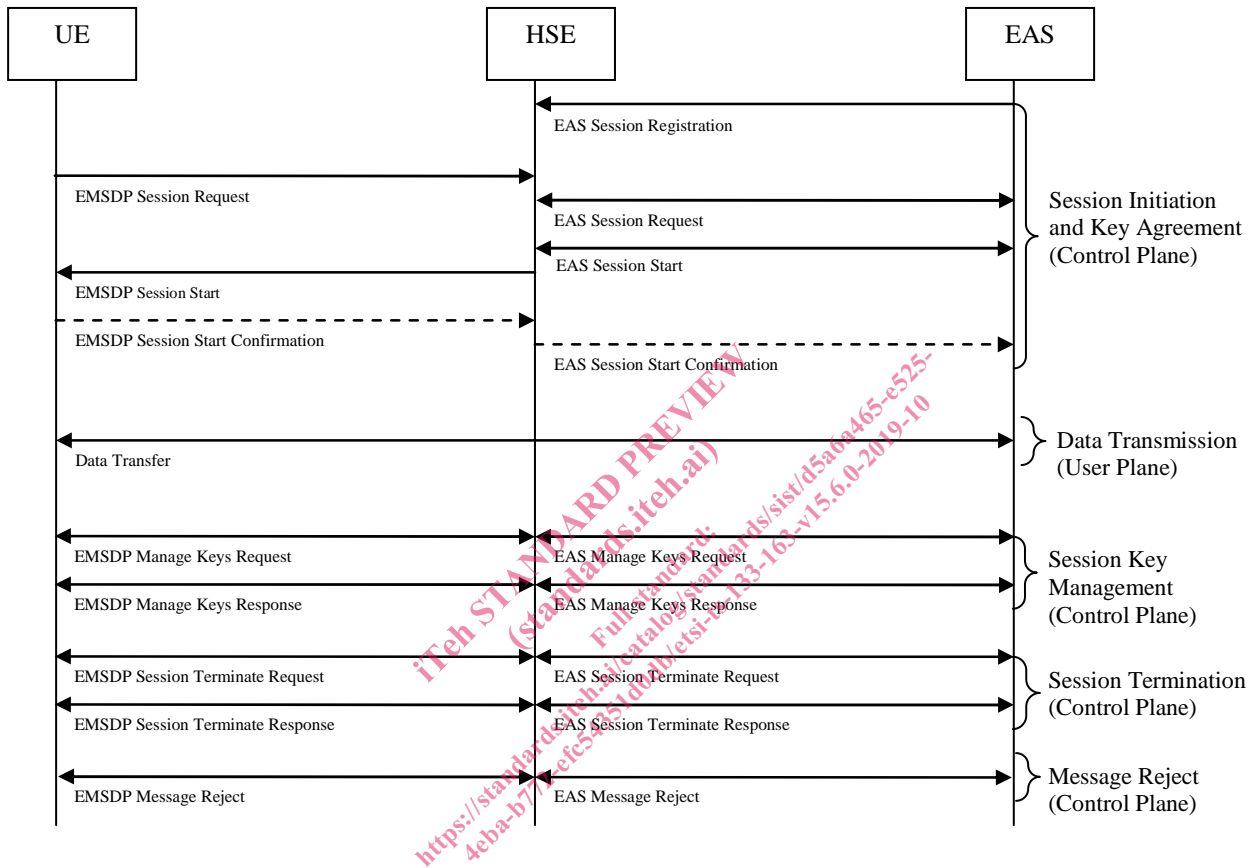 UE
HSE
EAS
EAS Session Registration
EMSDP Session Request
EAS Session Request
EAS Session Start
EMSDP Session Start
EMSDP Session Start Confirmation
EAS Session Start Confirmation
Session Initiation
and Key Agreement
(Control Plane)
Data Transfer
Data Transmission
(User Plane)
EMSDP Manage Keys Request
EAS Manage Keys Request
EMSDP Manage Keys Response
EAS Manage Keys Response
Session Key
Management
(Control Plane)
EMSDP Session Terminate Request
EAS Session Terminate Request
EMSDP Session Terminate Response
EAS Session Terminate Response
Session Termination
(Control Plane)
EMSDP Message Reject
EAS Message Reject
Message Reject
(Control Plane)
iTeh STANDARD PREVIEW
(standards.iteh.ai)
Full standard: